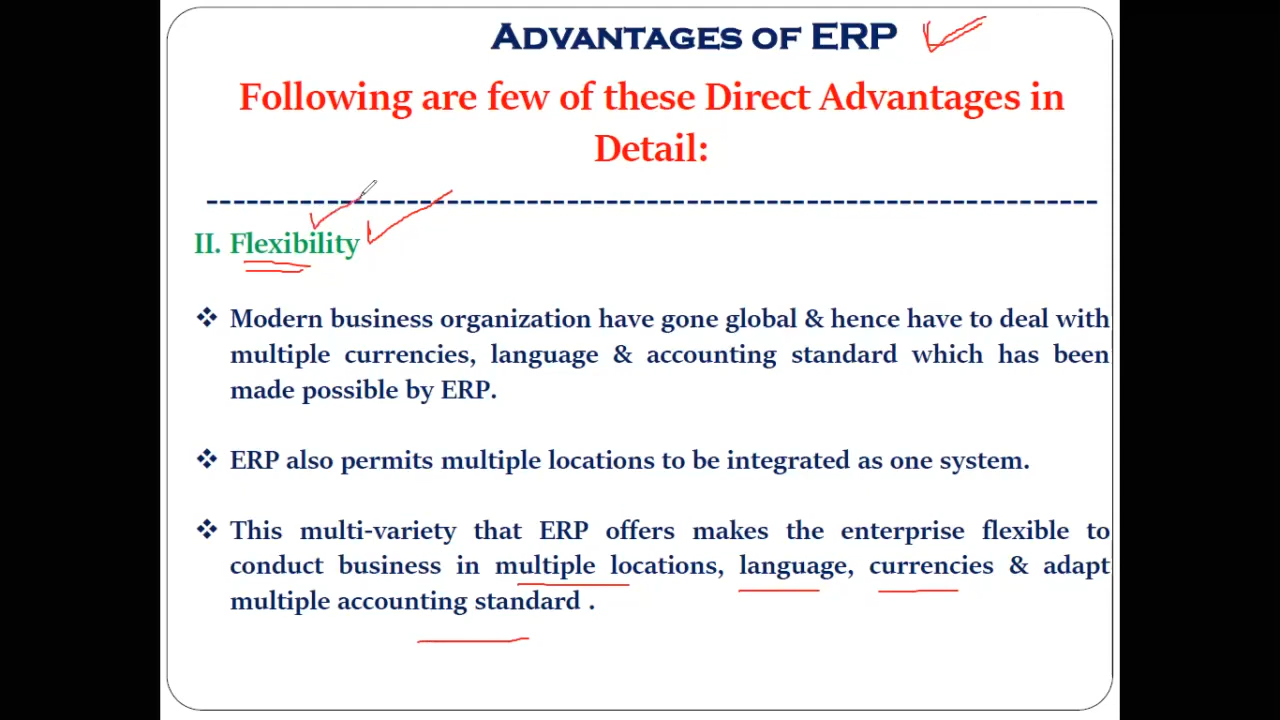 ADVANTAGES OF ERP
Following are few of these Direct Advantages in
Detail:
II. Flexibility
❖ Modern business organization have gone global & hence have to deal with
multiple currencies, language & accounting standard which has been
made possible by ERP.
❖ ERP also permits multiple locations to be integrated as one system.
❖ This multi-variety that ERP offers makes the enterprise flexible to
conduct business in multiple locations, language, currencies & adapt
multiple accounting standard .